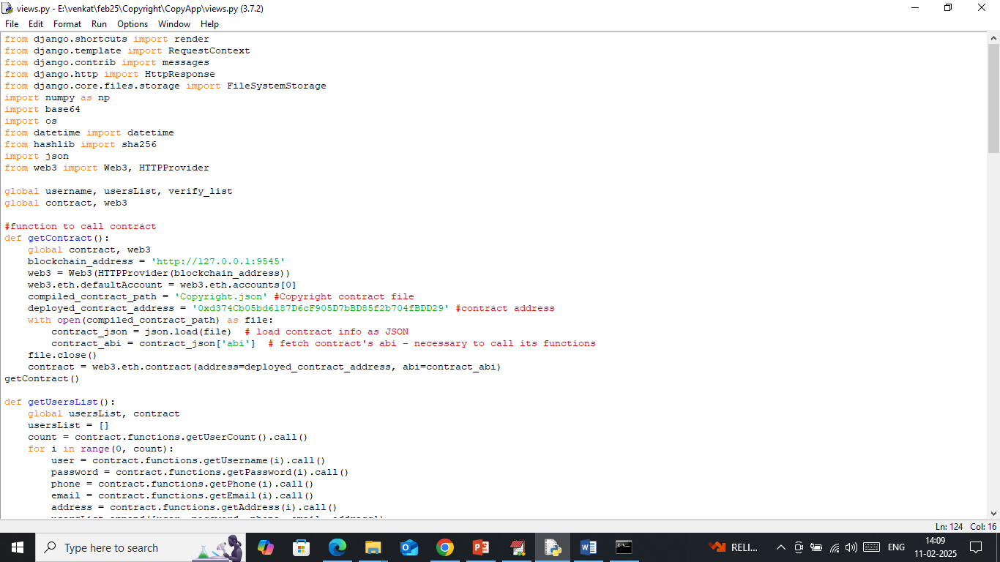 views.py - E:\venkat\feb25\Copyright\CopyApp\views.py (3.7.2)
File Edit Format Run Options Window Help
from django.shortcuts import render
from django.template import RequestContext
from django.contrib import messages
from django.http import HttpResponse
from django.core.files.storage import FileSystemStorage
import numpy as np
import base64
import os
from datetime import datetime
from hashlib import sha256
import json
from web3 import Web3, HTTPProvider

global username, usersList, verify_list
global contract, web3

#function to call contract
def getContract():
    global contract, web3
    blockchain_address = 'http://127.0.0.1:9545'
    web3 = Web3(HTTPProvider(blockchain_address))
    web3.eth.defaultAccount = web3.eth.accounts[0]
    compiled_contract_path = 'Copyright.json' #Copyright contract file
    deployed_contract_address = '0xd374Cb05bd6187D6cF905D7bBD85f2b704fBDD29' #contract address
    with open(compiled_contract_path) as file:
        contract_json = json.load(file)  # load contract info as JSON
        contract_abi = contract_json['abi']  # fetch contract's abi - necessary to call its functions
    file.close()
    contract = web3.eth.contract(address=deployed_contract_address, abi=contract_abi)
getContract()

def getUsersList():
    global usersList, contract
    usersList = []
    count = contract.functions.getUserCount().call()
    for i in range(0, count):
        user = contract.functions.getUsername(i).call()
        password = contract.functions.getPassword(i).call()
        phone = contract.functions.getPhone(i).call()
        email = contract.functions.getEmail(i).call()
        address = contract.functions.getAddress(i).call()
Ln: 124 Col: 16
Type here to search
RELI...
ENG
14:09
11-02-2025